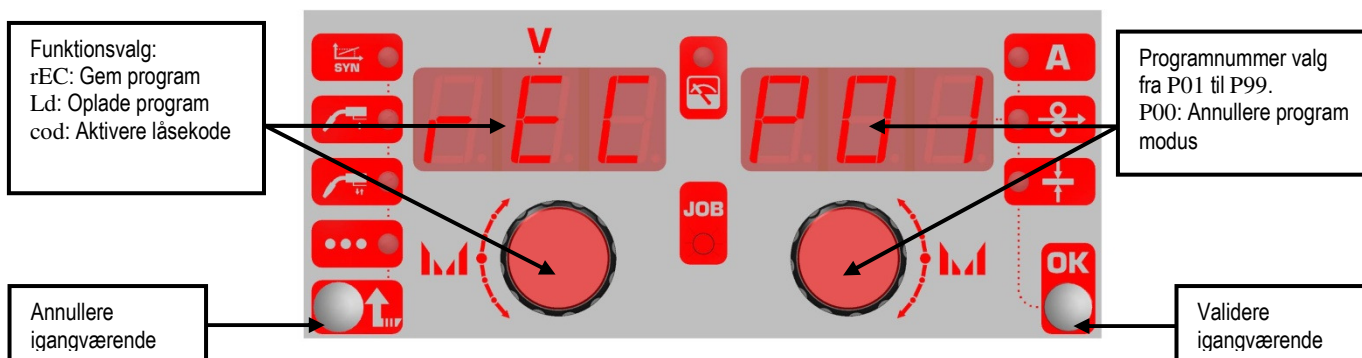 Funktionsvalg:
rEC: Gem program
Ld: Oplade program
cod: Aktivere låsekode
Annullere
igangværende
SYN
V
rEC
P01
JOB
A
OK
Programnummer valg
fra P01 til P99.
P00: Annullere program
modus
Validere
igangværende